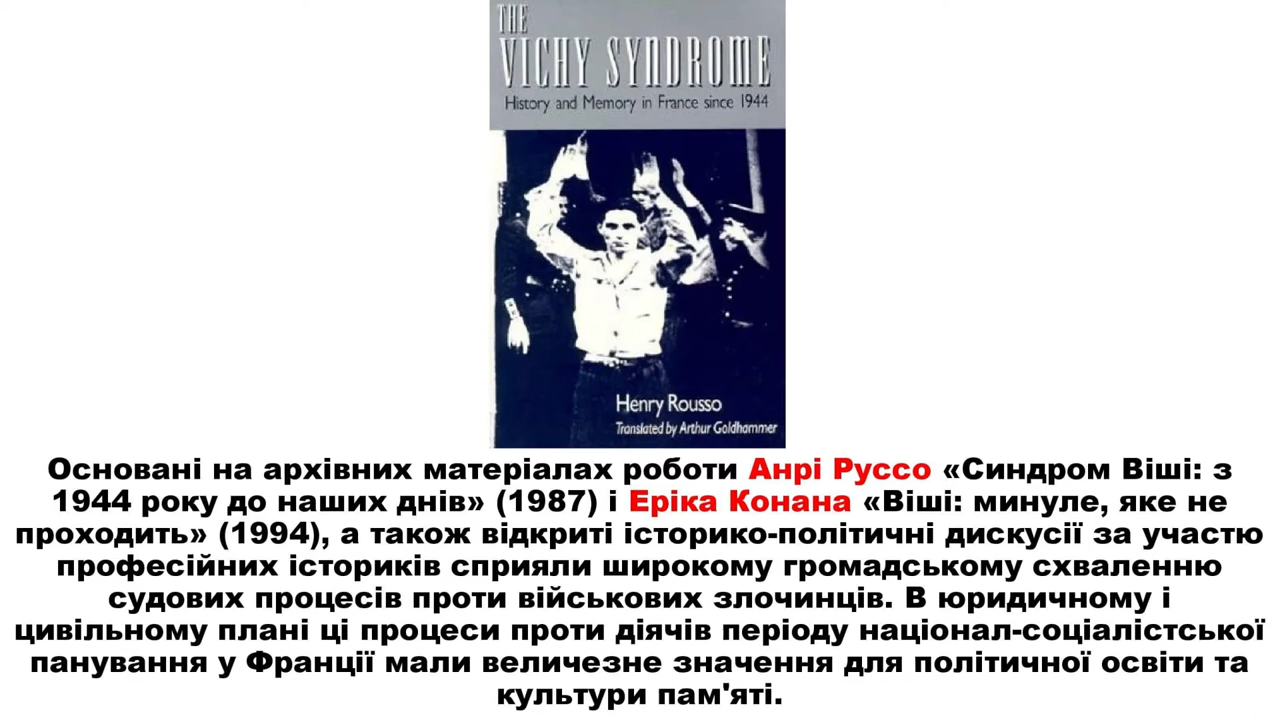 THE
VICHY SYNDROME
History and Memory in France since 1944
Henry Rousso
Translated by Arthur Goldhammer
Основані на архівних матеріалах роботи Анрі Руссо «Синдром Віші: з
1944 року до наших днів» (1987) і Еріка Конана «Віші: минуле, яке не
проходить» (1994), а також відкриті історико-політичні дискусії за участю
професійних істориків сприяли широкому громадському схваленню
судових процесів проти військових злочинців. В юридичному і
цивільному плані ці процеси проти діячів періоду націонал-соціалістської
панування у Франції мали величезне значення для політичної освіти та
культури пам'яті.